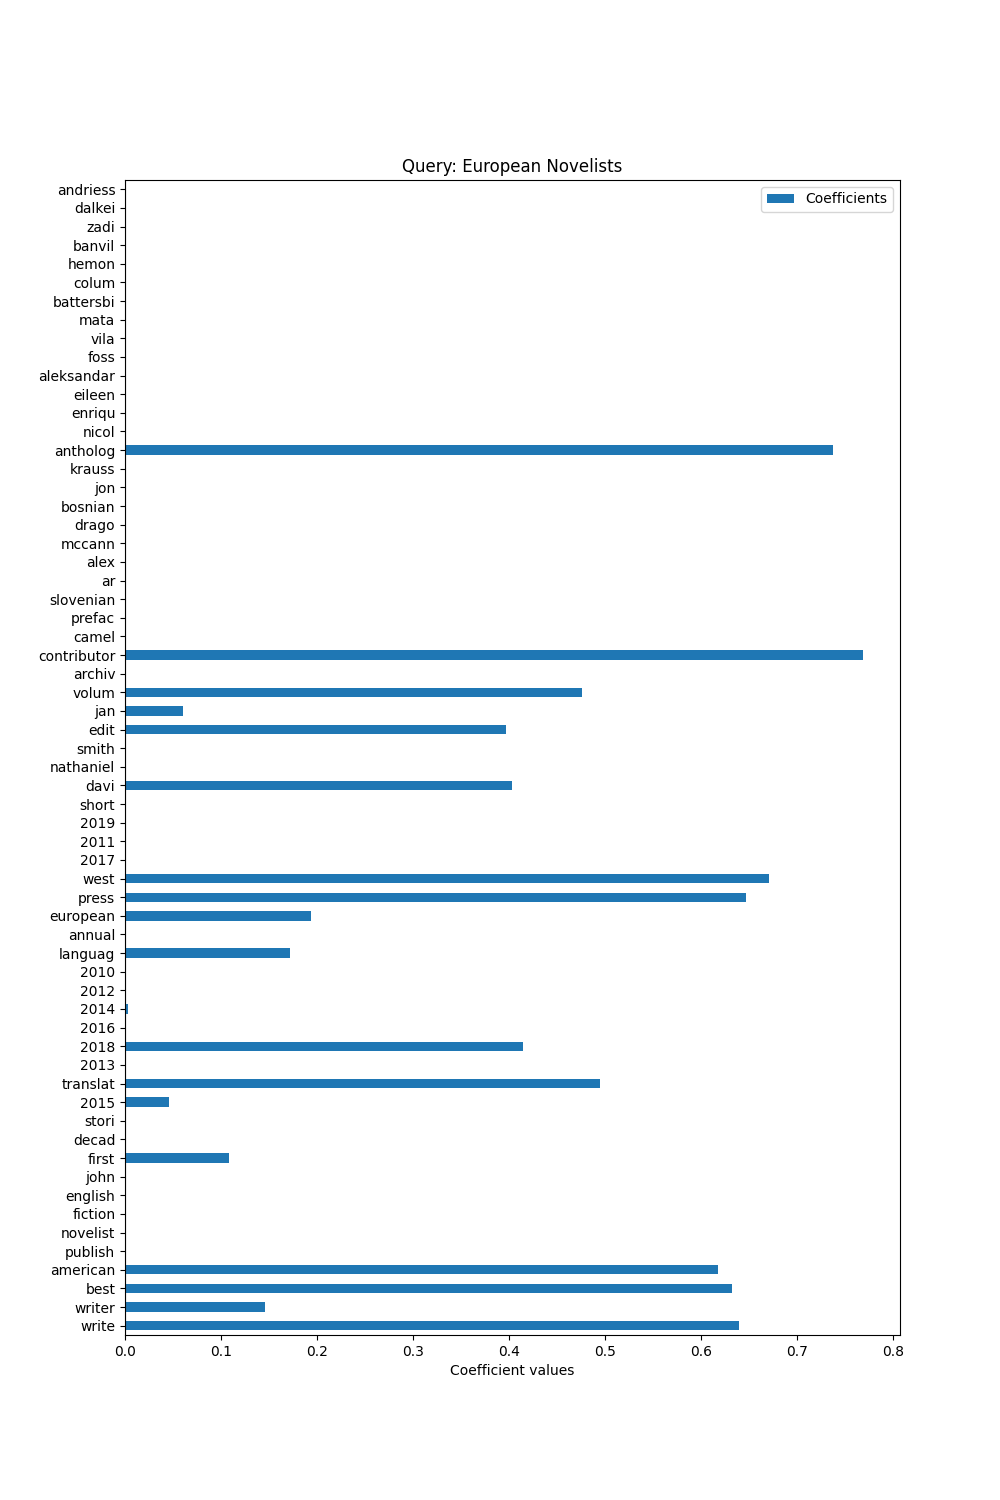 Query: European Novelists
Coefficients
andriess
dalkei
zadi
banvil
hemon
colum
battersbi
mata
vila
foss
aleksandar
eileen
enriqu
nicol
antholog
krauss
jon
bosnian
drago
mccann
alex
ar
slovenian
prefac
camel
contributor
archiv
volum
jan
edit
smith
nathaniel
davi
short
2019
2011
2017
west
press
european
annual
languag
2010
2012
2014
2016
2018
2013
translat
2015
stori
decad
first
john
english
fiction
novelist
publish
american
best
writer
write
0.0 0.1 0.2 0.3 0.4 0.5 0.6 0.7 0.8
Coefficient values